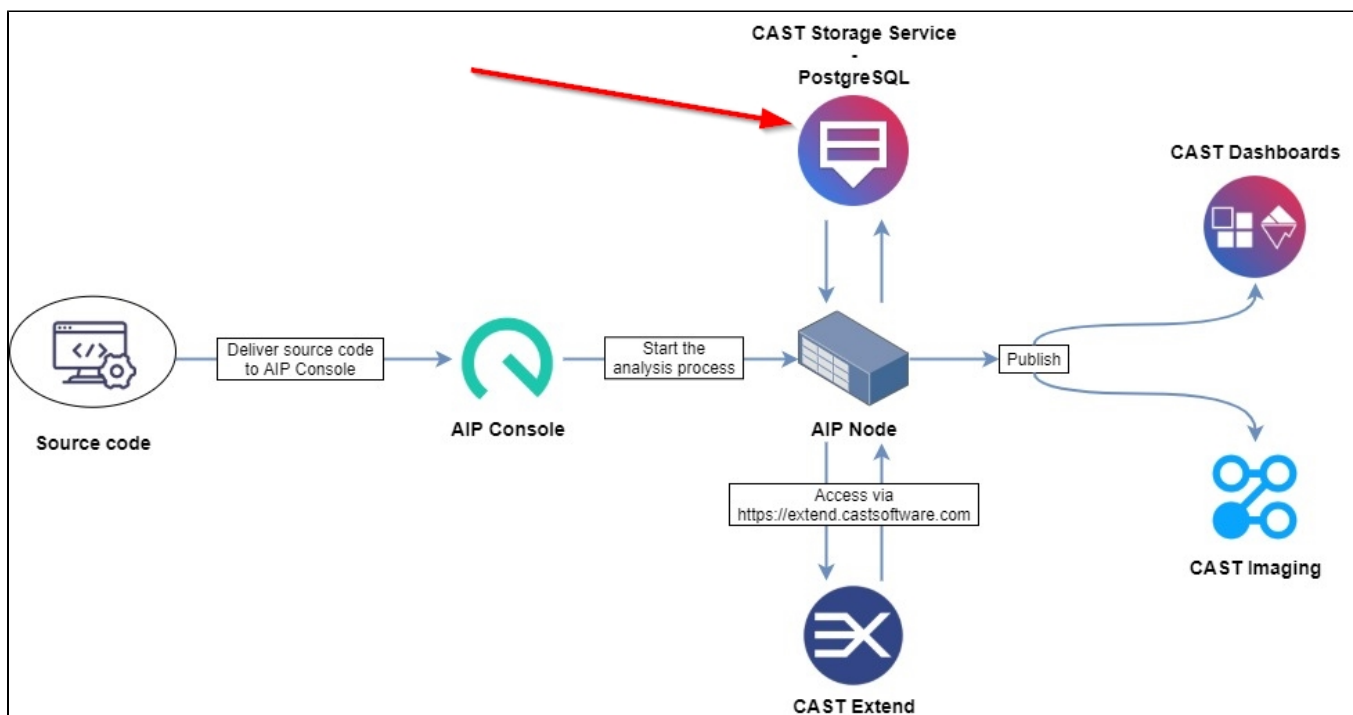 CAST Storage Service
-
PostgreSQL
CAST Dashboards
Deliver source code
to AIP Console
Start the
analysis process
Publish
Source code
AIP Console
AIP Node
Access via
https://extend.castsoftware.com
CAST Imaging
CAST Extend